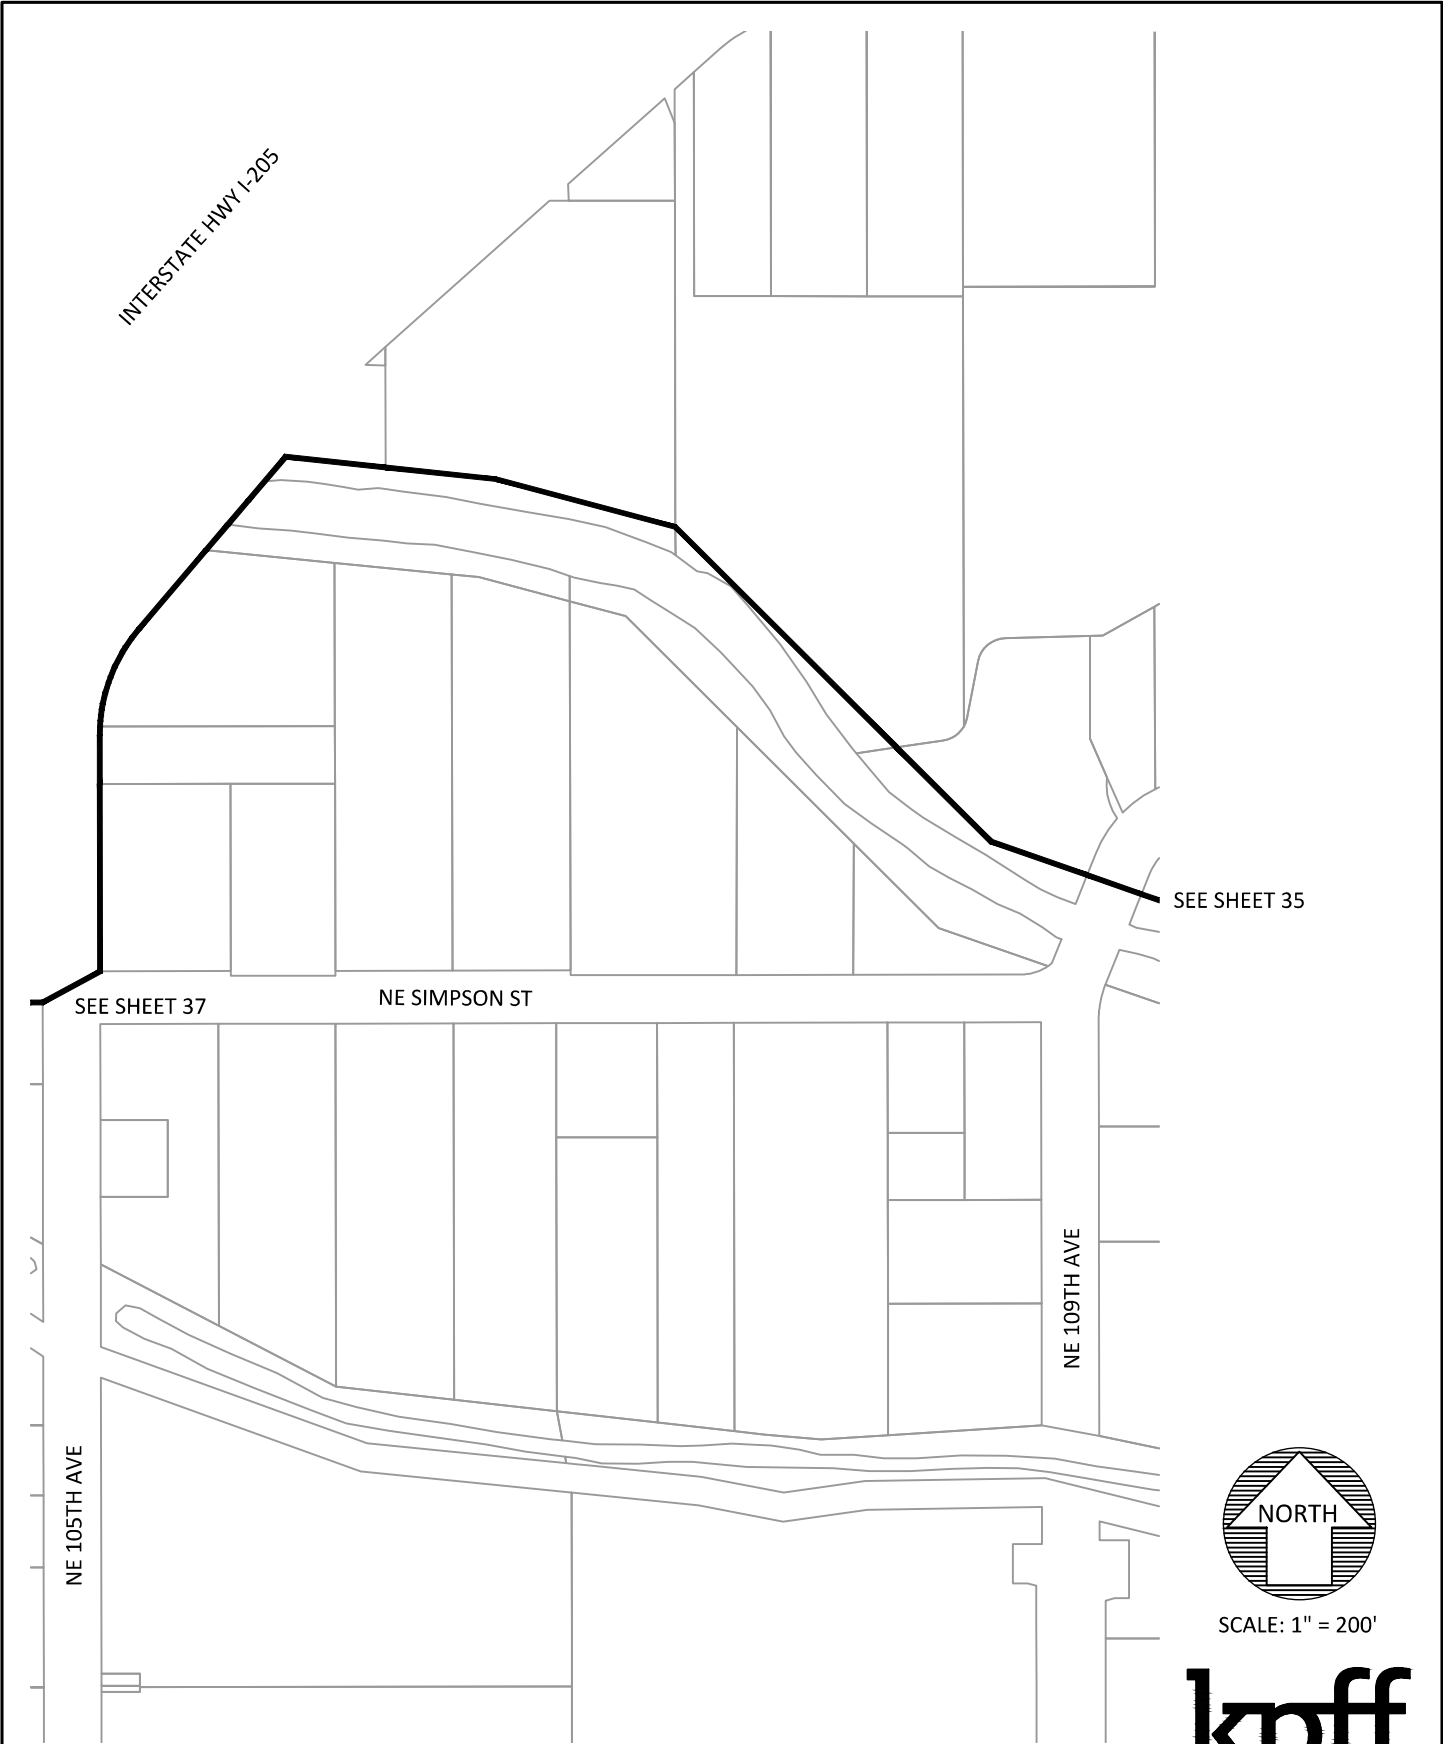 INTERSTATE HWY I-205
SEE SHEET 35
SEE SHEET 37
NE SIMPSON ST
NE 109TH AVE
NE 105TH AVE
NORTH
SCALE: 1" = 200'
kpff